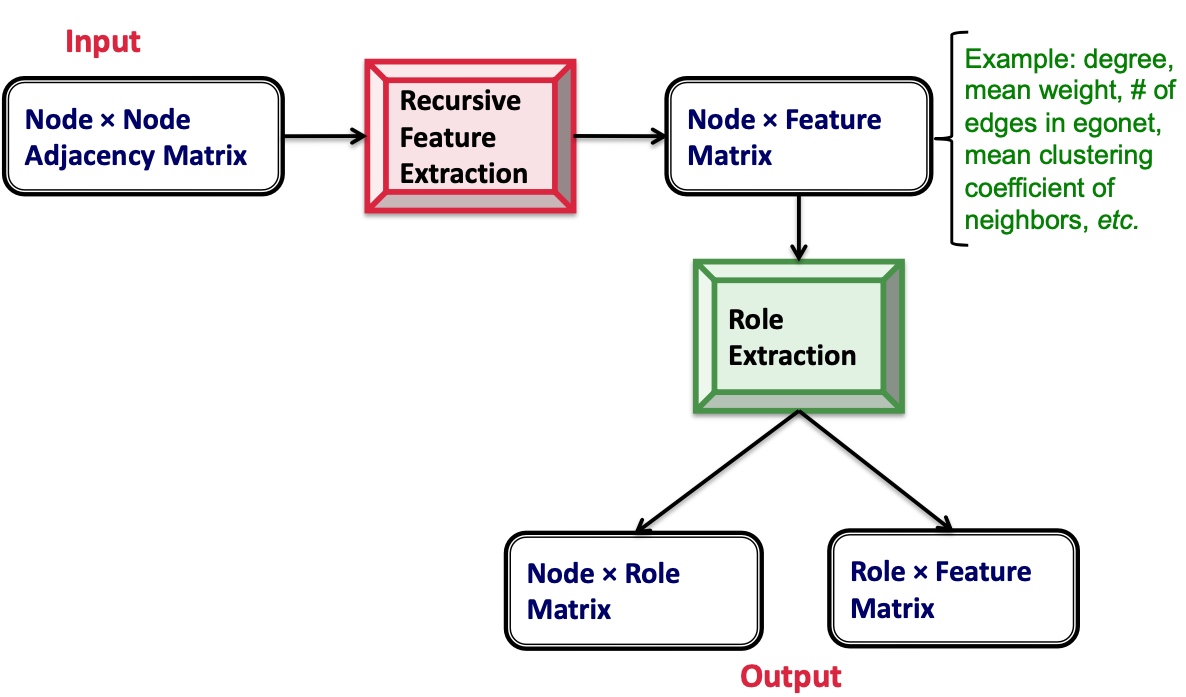 Input
Node × Node
Adjacency Matrix
Recursive
Feature
Extraction
Node × Feature
Matrix
Example: degree,
mean weight, # of
edges in egonet,
mean clustering
coefficient of
neighbors, etc.
Role
Extraction
Node × Role
Matrix
Role × Feature
Matrix
Output